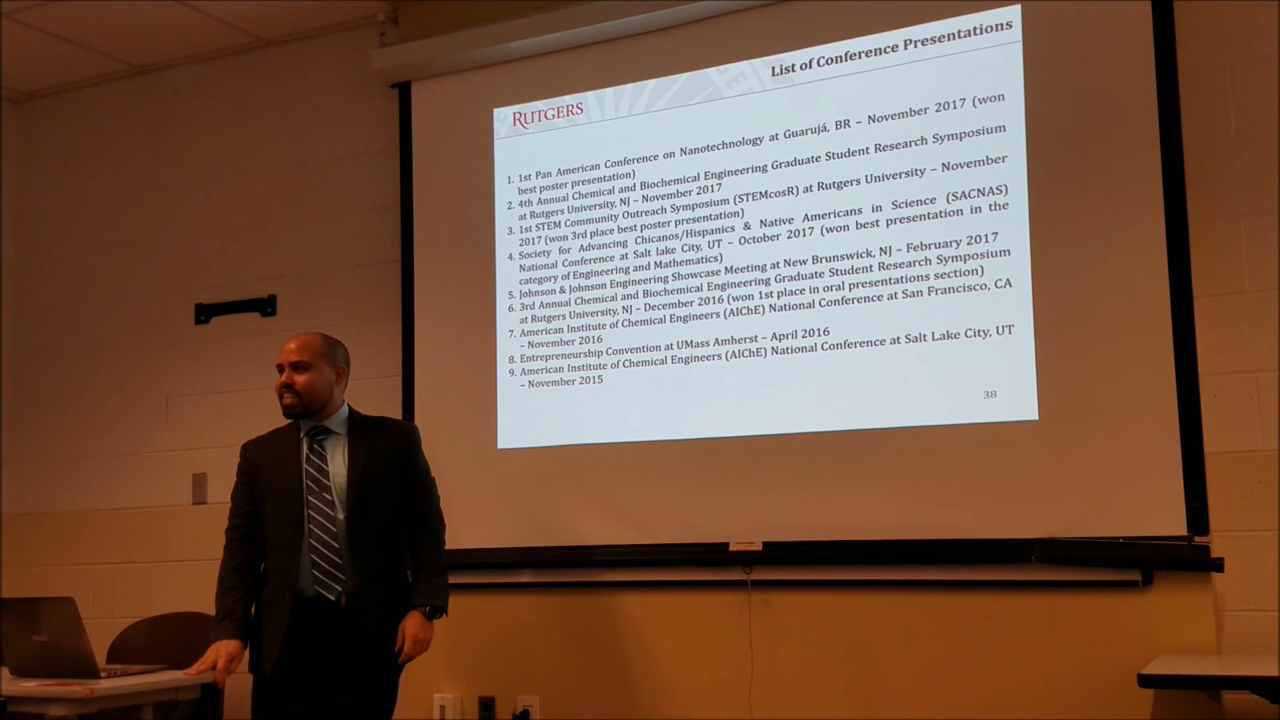 List of Conference Presentations
RUTGERS
1. 1st Pan American Conference on Nanotechnology at Guarujá, BR – November 2017 (won
best poster presentation)
2. 4th Annual Chemical and Biochemical Engineering Graduate Student Research Symposium
at Rutgers University, NJ – November 2017
3. 1st STEM Community Outreach Symposium (STEMcosR) at Rutgers University – November
2017 (won 3rd place best poster presentation)
4. Society for Advancing Chicanos/Hispanics & Native Americans in Science (SACNAS)
National Conference at Salt lake City, UT – October 2017 (won best presentation in the
category of Engineering and Mathematics)
5. Johnson & Johnson Engineering Showcase Meeting at New Brunswick, NJ – February 2017
6. 3rd Annual Chemical and Biochemical Engineering Graduate Student Research Symposium
at Rutgers University, NJ – December 2016 (won 1st place in oral presentations section)
7. American Institute of Chemical Engineers (AIChE) National Conference at San Francisco, CA
– November 2016
8. Entrepreneurship Convention at UMass Amherst – April 2016
9. American Institute of Chemical Engineers (AIChE) National Conference at Salt Lake City, UT
– November 2015
38